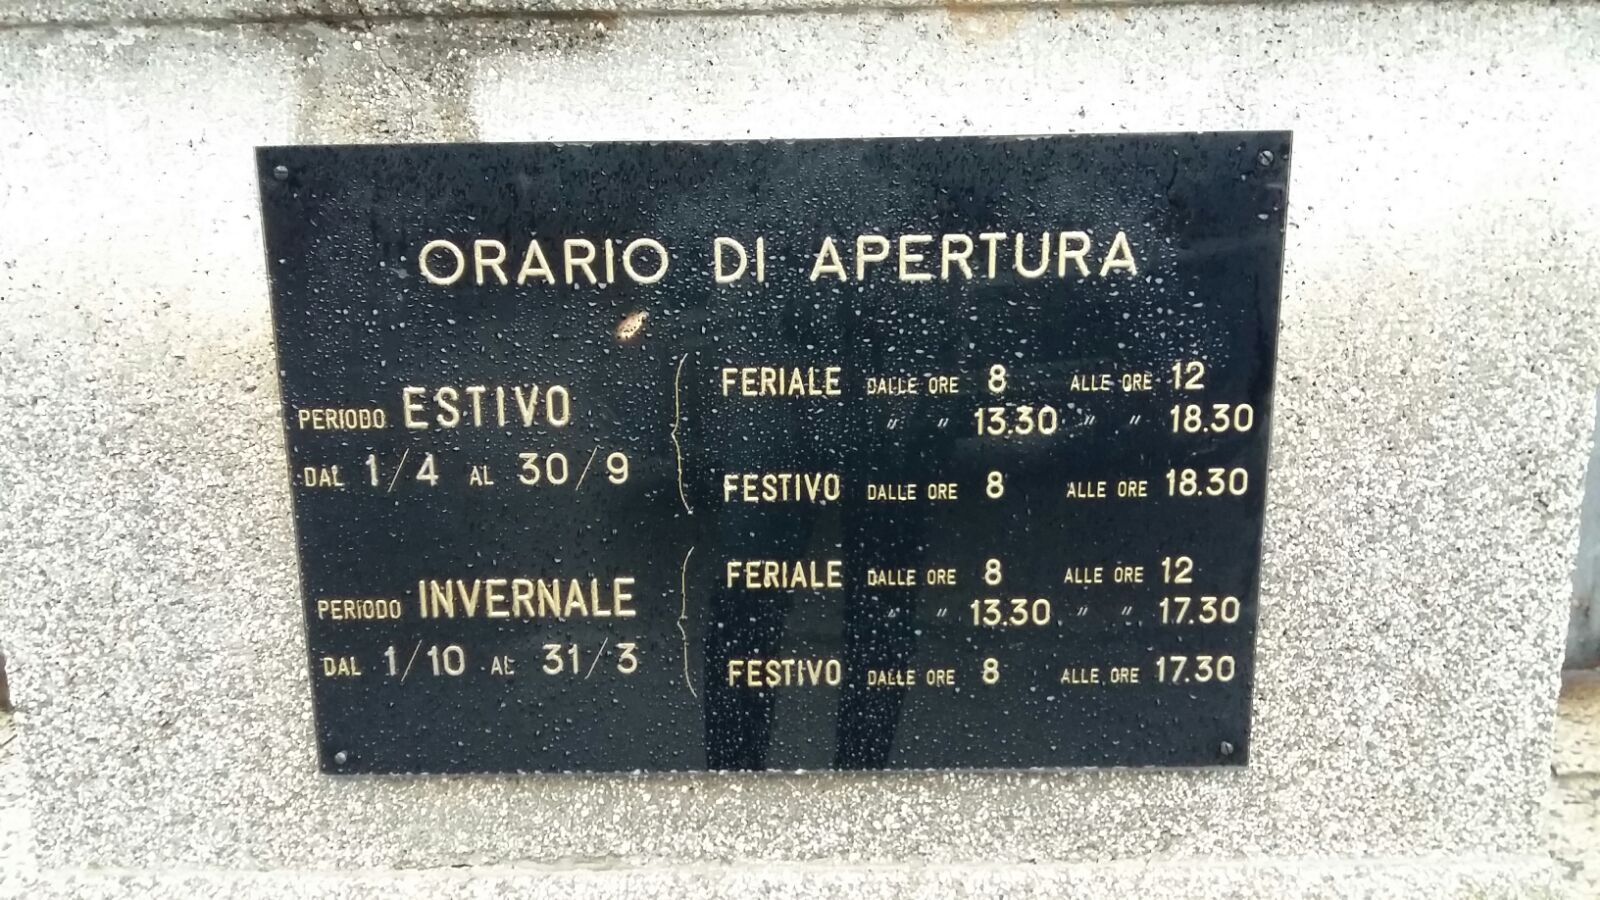 ORARIO DI APERTURA
PERIODO ESTIVO
DAL 1/4 AL 30/9
FERIALE DALLE ORE 8 ALLE ORE 12
" " 13.30 " " 18.30
FESTIVO DALLE ORE 8 ALLE ORE 18.30
PERIODO INVERNALE
DAL 1/10 AL 31/3
FERIALE DALLE ORE 8 ALLE ORE 12
" " 13.30 " " 17.30
FESTIVO DALLE ORE 8 ALLE ORE 17.30